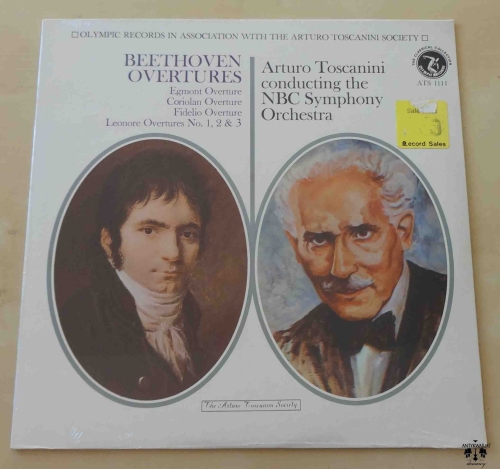 OLYMPIC RECORDS IN ASSOCIATION WITH THE ARTURO TOSCANINI SOCIETY
BEETHOVEN
OVERTURES
Egmont Overture
Coriolan Overture
Fidelio Overture
Leonore Overtures No. 1, 2 & 3
Arturo Toscanini
conducting the
NBC Symphony
Orchestra
ATS 1111
Record Sales
The Arturo Toscanini Society
ANTYKWARIAT